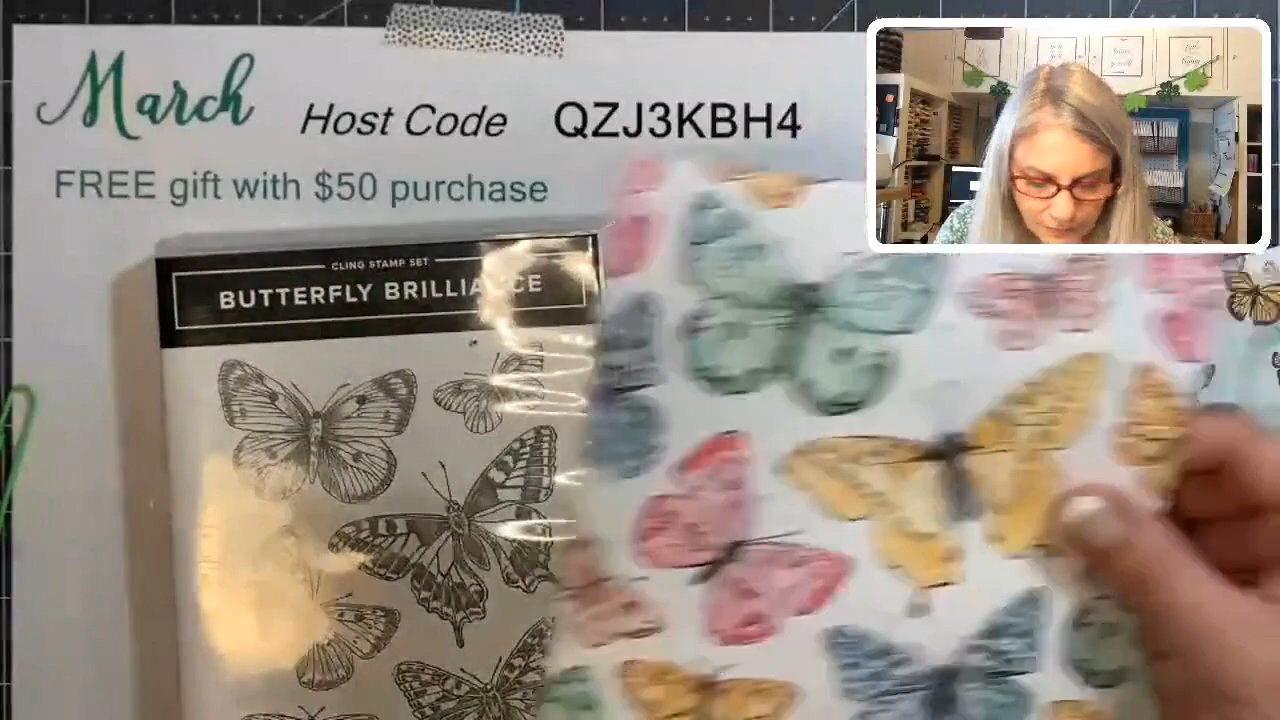 March Host Code QZJ3KBH4
FREE gift with $50 purchase
CLING STAMP SET
BUTTERFLY BRILLIANCE